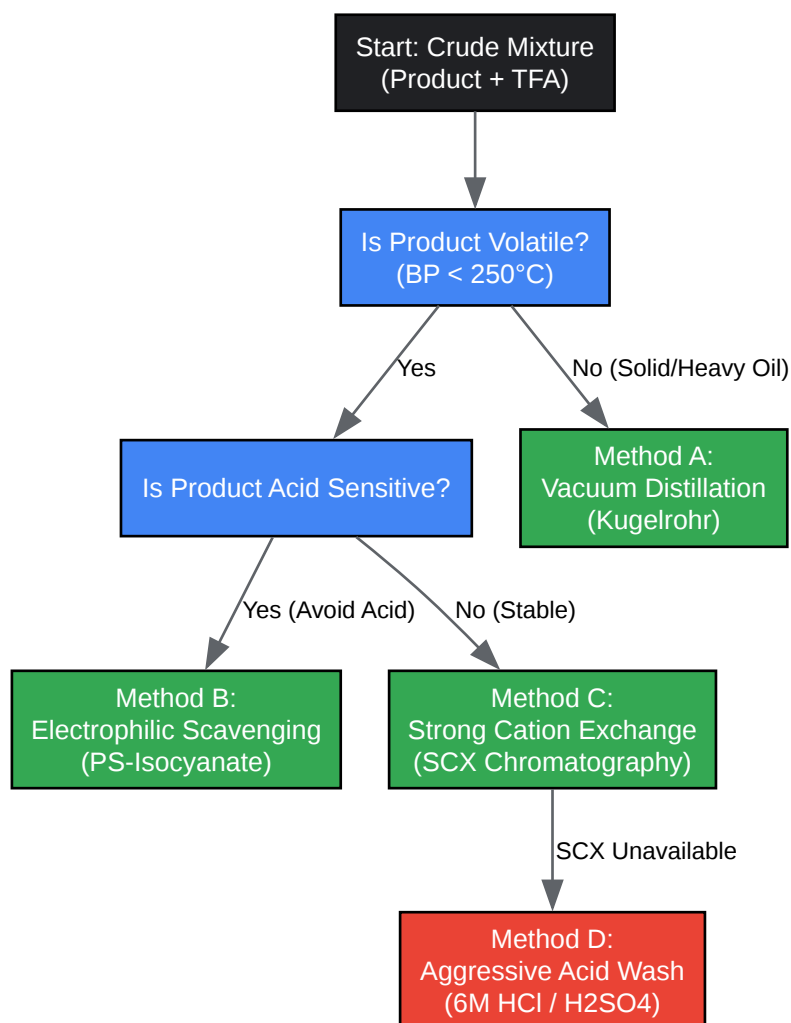 Start: Crude Mixture
(Product + TFA)
Is Product Volatile?
(BP < 250°C)
Yes
No (Solid/Heavy Oil)
Method A:
Vacuum Distillation
(Kugelrohr)
Is Product Acid Sensitive?
Yes (Avoid Acid)
No (Stable)
Method B:
Electrophilic Scavenging
(PS-Isocyanate)
Method C:
Strong Cation Exchange
(SCX Chromatography)
SCX Unavailable
Method D:
Aggressive Acid Wash
(6M HCl / H2SO4)